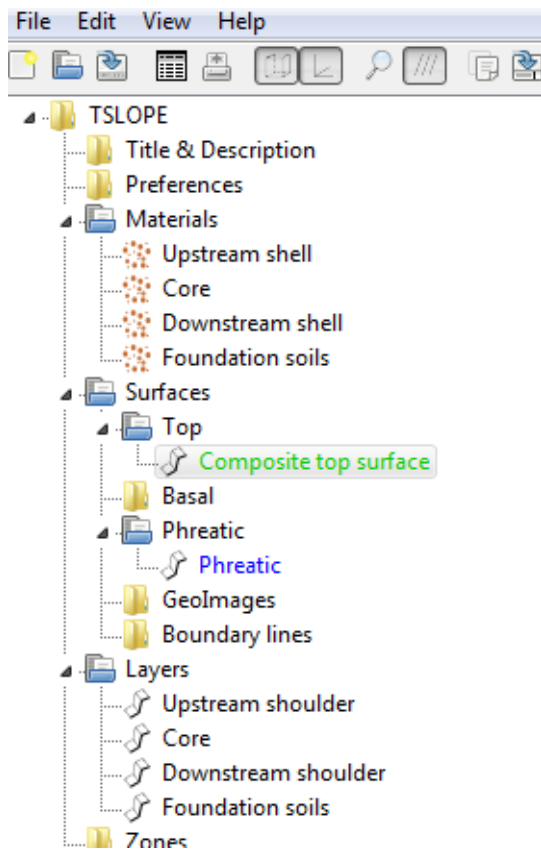 File Edit View Help
TSLOPE
Title & Description
Preferences
Materials
Upstream shell
Core
Downstream shell
Foundation soils
Surfaces
Top
Composite top surface
Basal
Phreatic
Phreatic
GeoImages
Boundary lines
Layers
Upstream shoulder
Core
Downstream shoulder
Foundation soils
Zones